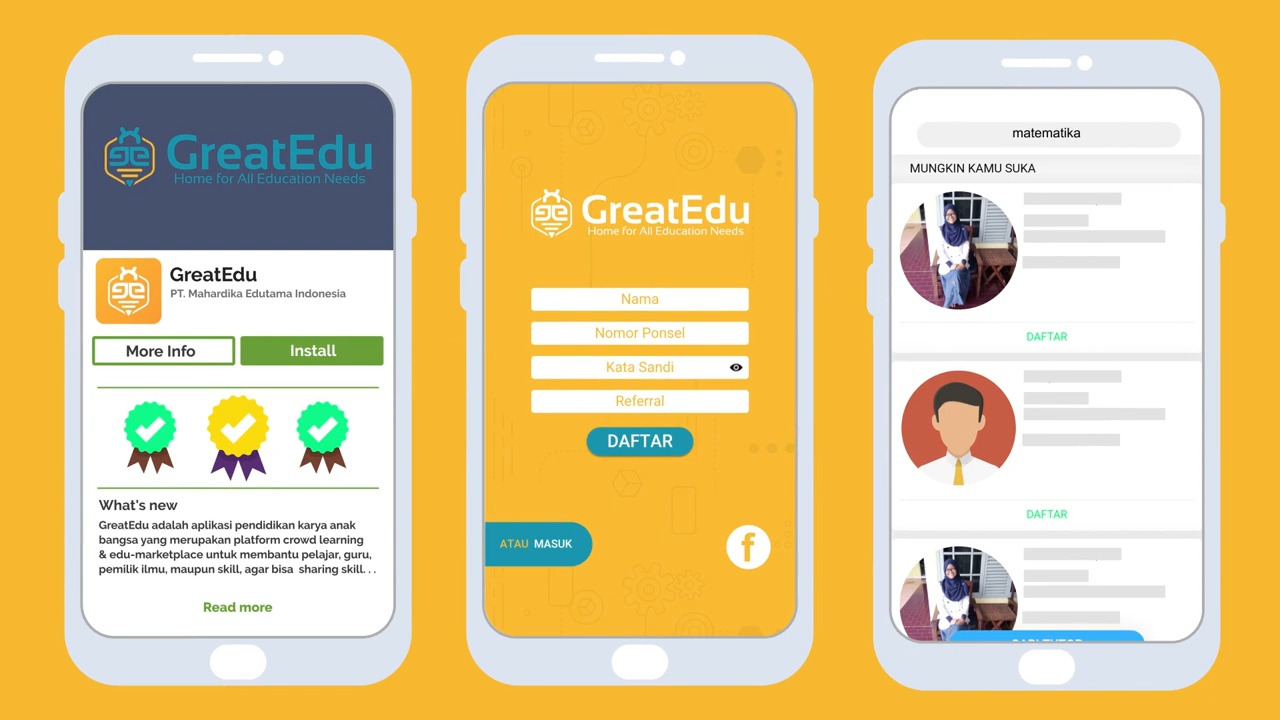 GreatEdu
Home for All Education Needs
GreatEdu
PT. Mahardika Edutama Indonesia
More Info
Install
What's new
GreatEdu adalah aplikasi pendidikan karya anak
bangsa yang merupakan platform crowd learning
& edu-marketplace untuk membantu pelajar, guru,
pemilik ilmu, maupun skill, agar bisa sharing skill. . .
Read more
GreatEdu
Home for All Education Needs
Nama
Nomor Ponsel
Kata Sandi
Referral
DAFTAR
ATAU MASUK
f
matematika
MUNGKIN KAMU SUKA
DAFTAR
DAFTAR